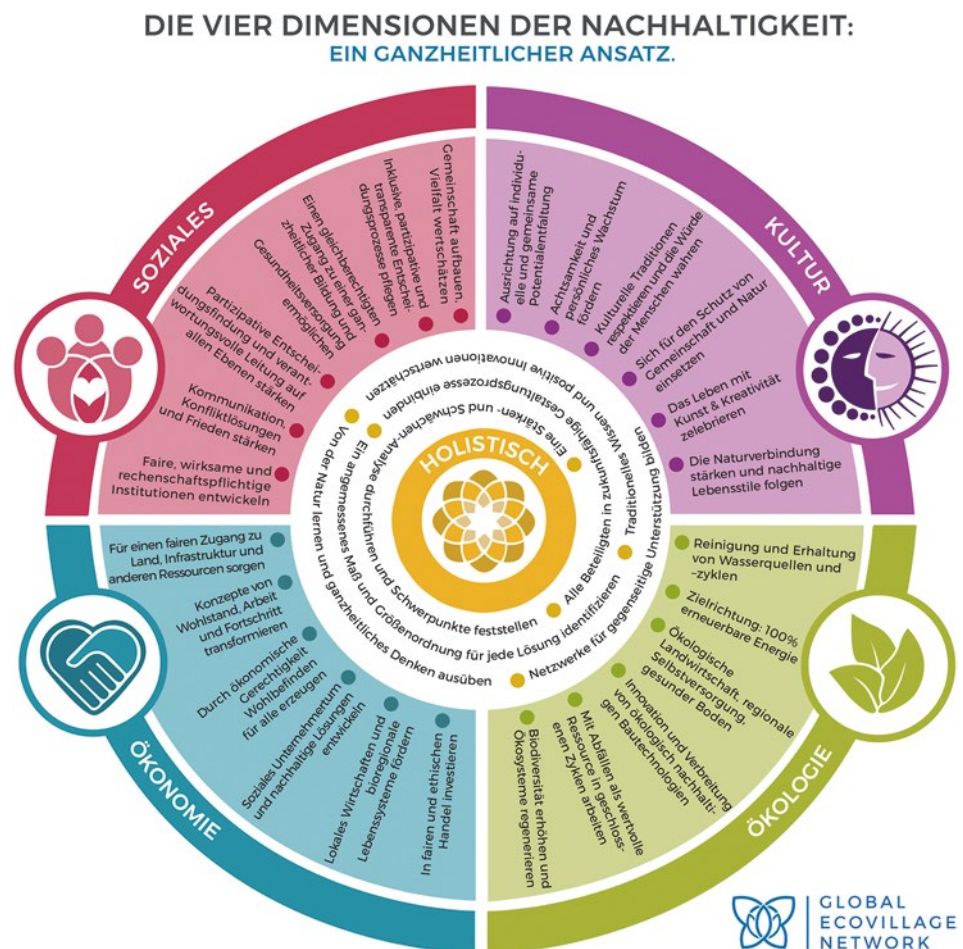 DIE VIER DIMENSIONEN DER NACHHALTIGKEIT:
EIN GANZHEITLICHER ANSATZ.
SOZIALES
Gemeinschaft aufbauen,
Vielfalt wertschätzen
Inklusive, partizipative und
transparente Entschei-
dungsprozesse pflegen
Einen gleichberechtigten
Zugang zu einer gan-
zheitlicher Bildung und
Gesundheitsversorgung
ermöglichen
Partizipative Entschei-
dungsfindung und verant-
wortungsvolle Leitung auf
allen Ebenen stärken
Kommunikation,
Konfliktlösungen
und Frieden stärken
Faire, wirksame und
rechenschaftspflichtige
Institutionen entwickeln
KULTUR
Ausrichtung auf individu-
elle und gemeinsame
Potentialentfaltung
Achtsamkeit und
persönliches Wachstum
fördern
Kulturelle Traditionen
respektieren und die Würde
der Menschen wahren
Sich für den Schutz von
Gemeinschaft und Natur
einsetzen
Das Leben mit
Kunst & Kreativität
zelebrieren
Die Naturverbindung
stärken und nachhaltige
Lebensstile folgen
HOLISTISCH
Eine Stärken- und Schwächen-Analyse durchführen und Schwerpunkte feststellen
Alle Beteiligten in zukunftsfähige Gestaltungsprozesse einbinden
Ein angemessenes Maß und Größenordnung für jede Lösung identifizieren
Traditionelles Wissen und positive Innovationen wertschätzen
Von der Natur lernen und ganzheitliches Denken ausüben
Netzwerke für gegenseitige Unterstützung bilden
ÖKONOMIE
Für einen fairen Zugang zu
Land, Infrastruktur und
anderen Ressourcen sorgen
Konzepte von
Wohlstand, Arbeit
und Fortschritt
transformieren
Durch ökonomische
Gerechtigkeit
Wohlbefinden
für alle erzeugen
Soziales Unternehmertum
und nachhaltige Lösungen
entwickeln
Lokales Wirtschaften und
bioregionale
Lebenssysteme fördern
In fairen und ethischen
Handel investieren
ÖKOLOGIE
Reinigung und Erhaltung
von Wasserquellen und
-zyklen
Zielrichtung: 100%
erneuerbare Energie
Ökologische
Landwirtschaft, regionale
Selbstversorgung,
gesunder Boden
Innovation und Verbreitung
von ökologisch nachhalti-
gen Bautechnologien
Mit Abfällen als wertvolle
Ressource in geschloss-
enen Zyklen arbeiten
Biodiversität erhöhen und
Ökosysteme regenerieren
GLOBAL
ECOVILLAGE
NETWORK